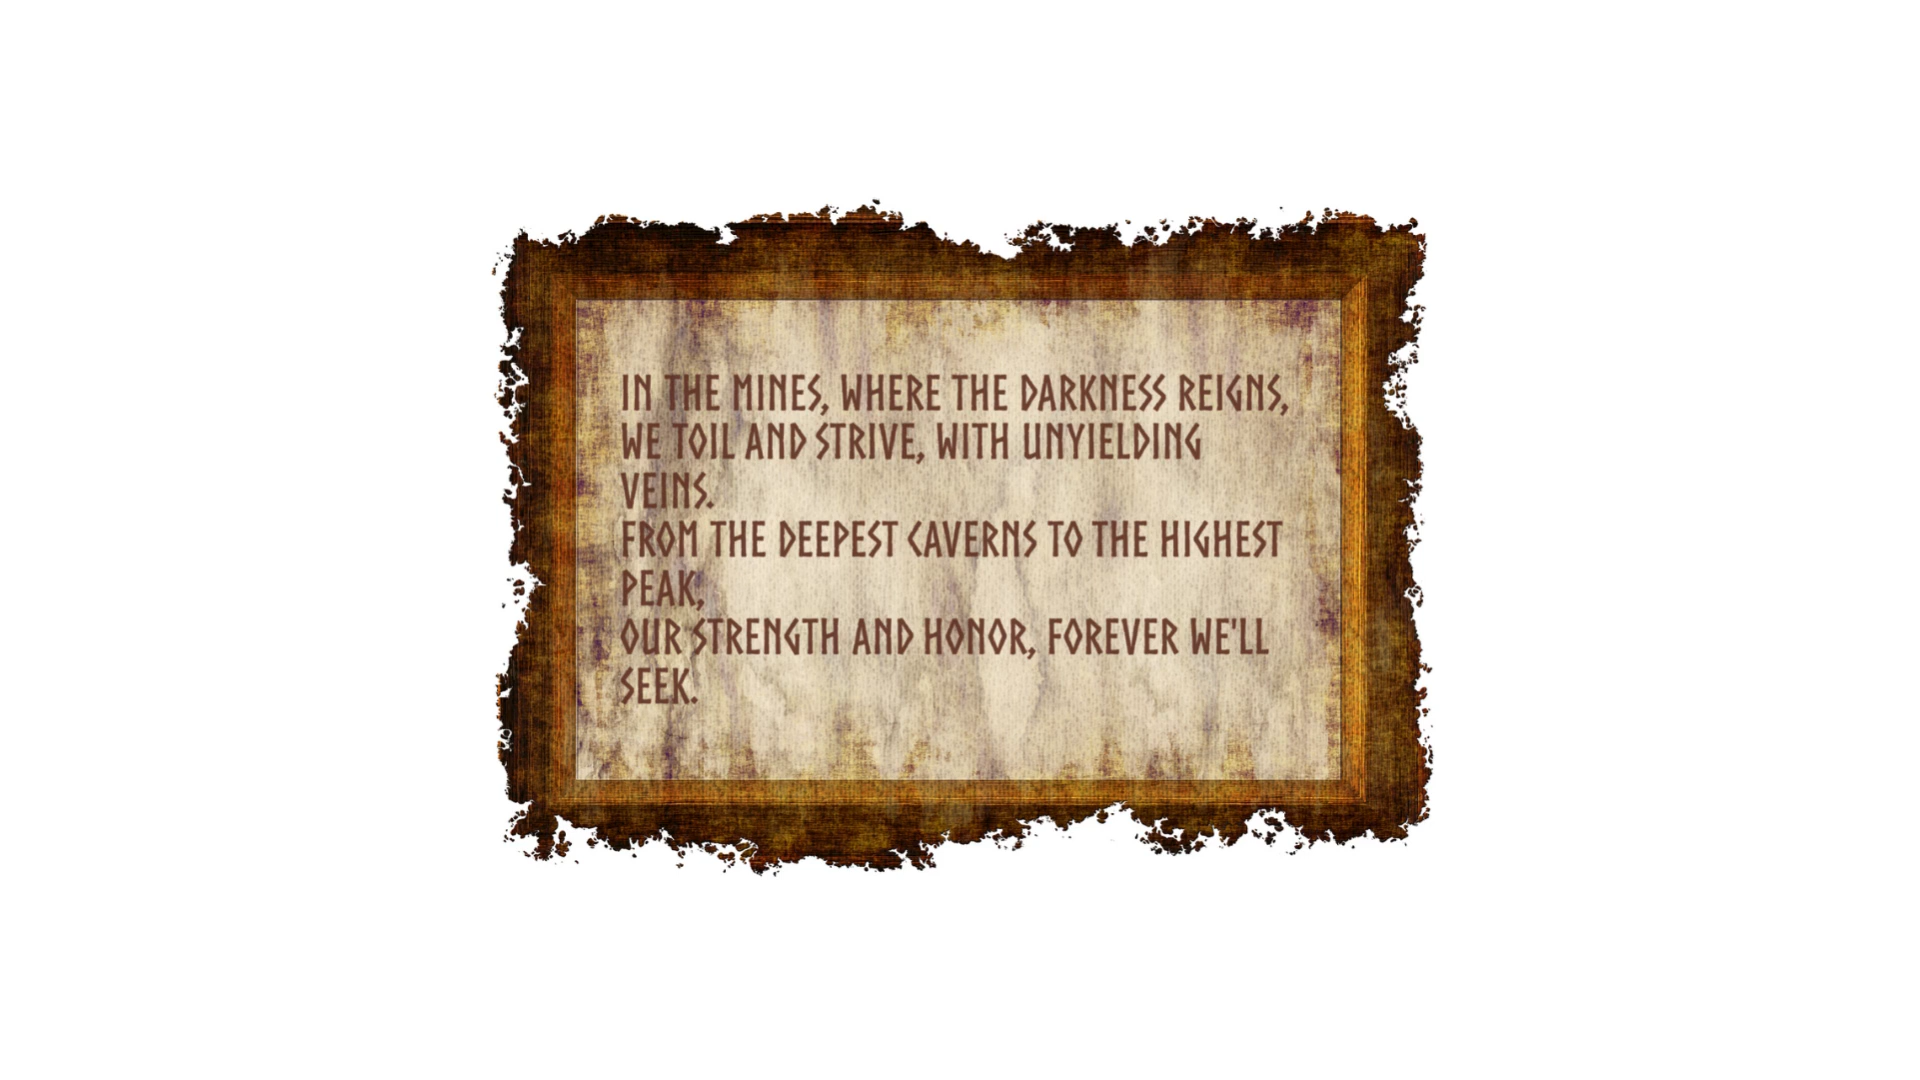 IN THE MINES, WHERE THE DARKNESS REIGNS,
WE TOIL AND STRIVE, WITH UNYIELDING
VEINS.
FROM THE DEEPEST CAVERNS TO THE HIGHEST
PEAK,
OUR STRENGTH AND HONOR, FOREVER WE'LL
SEEK.